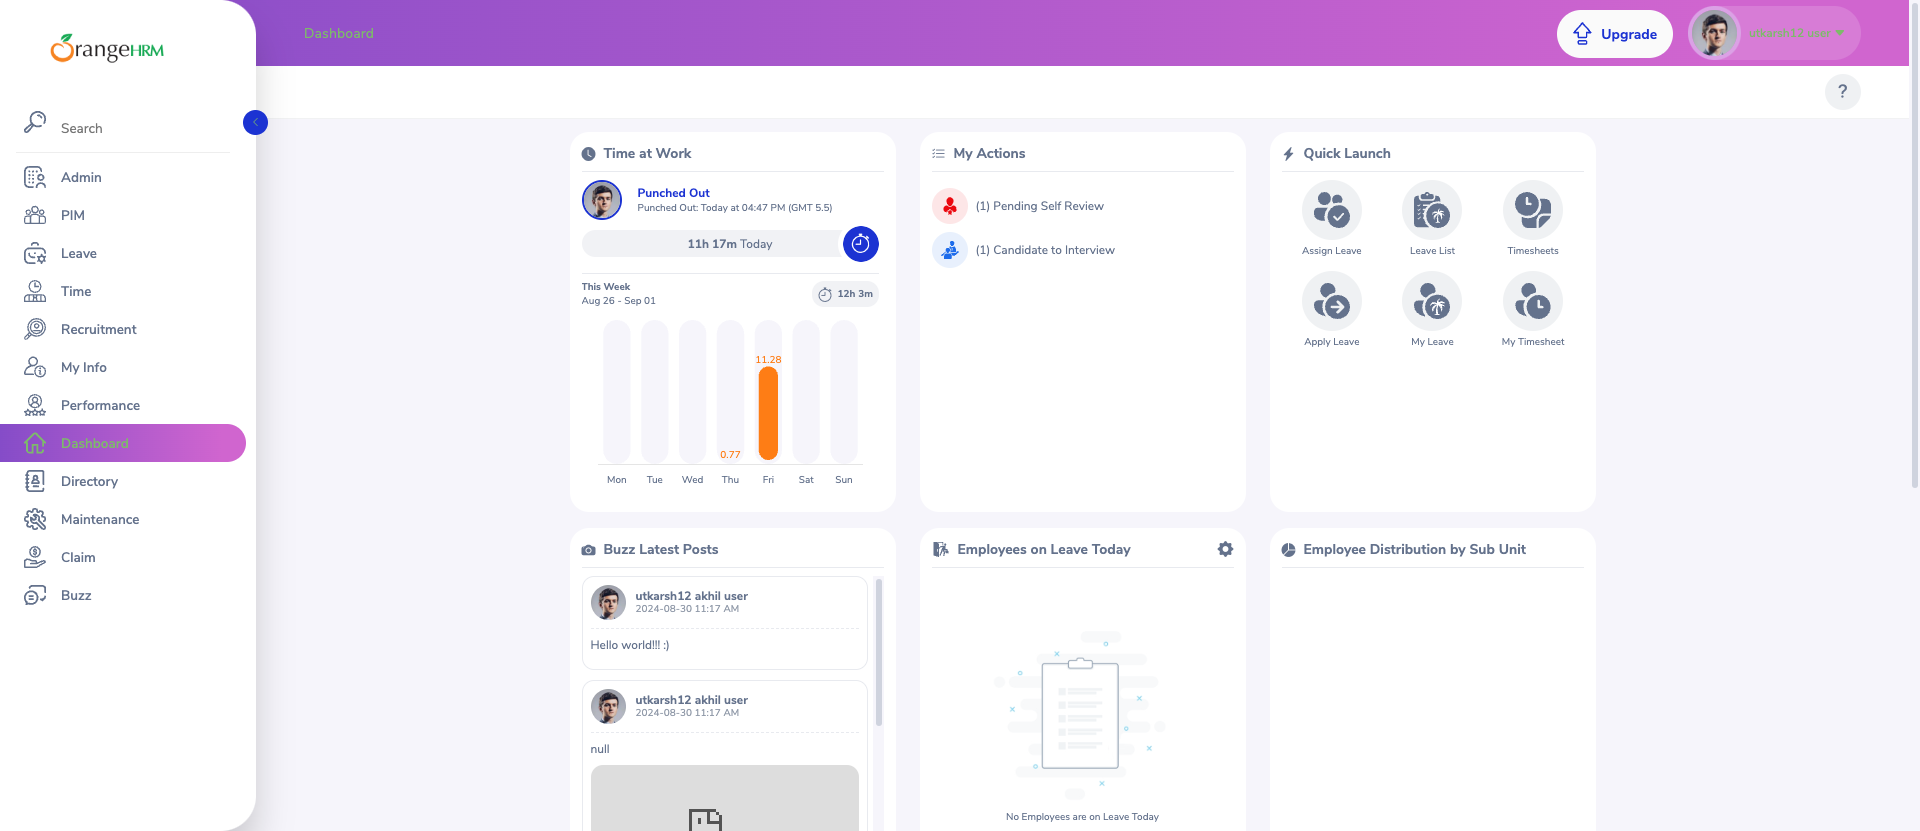 OrangeHRM
Search
Admin
PIM
Leave
Time
Recruitment
My Info
Performance
Dashboard
Directory
Maintenance
Claim
Buzz
Dashboard
Upgrade
utkarsh12 user
?
Time at Work
Punched Out
Punched Out: Today at 04:47 PM (GMT 5.5)
11h 17m Today
This Week
Aug 26 - Sep 01
12h 3m
11.28
0.77
Mon Tue Wed Thu Fri Sat Sun
My Actions
(1) Pending Self Review
(1) Candidate to Interview
Quick Launch
Assign Leave Leave List Timesheets
Apply Leave My Leave My Timesheet
Buzz Latest Posts
utkarsh12 akhil user
2024-08-30 11:17 AM
Hello world!!! :)
utkarsh12 akhil user
2024-08-30 11:17 AM
null
Employees on Leave Today
No Employees are on Leave Today
Employee Distribution by Sub Unit